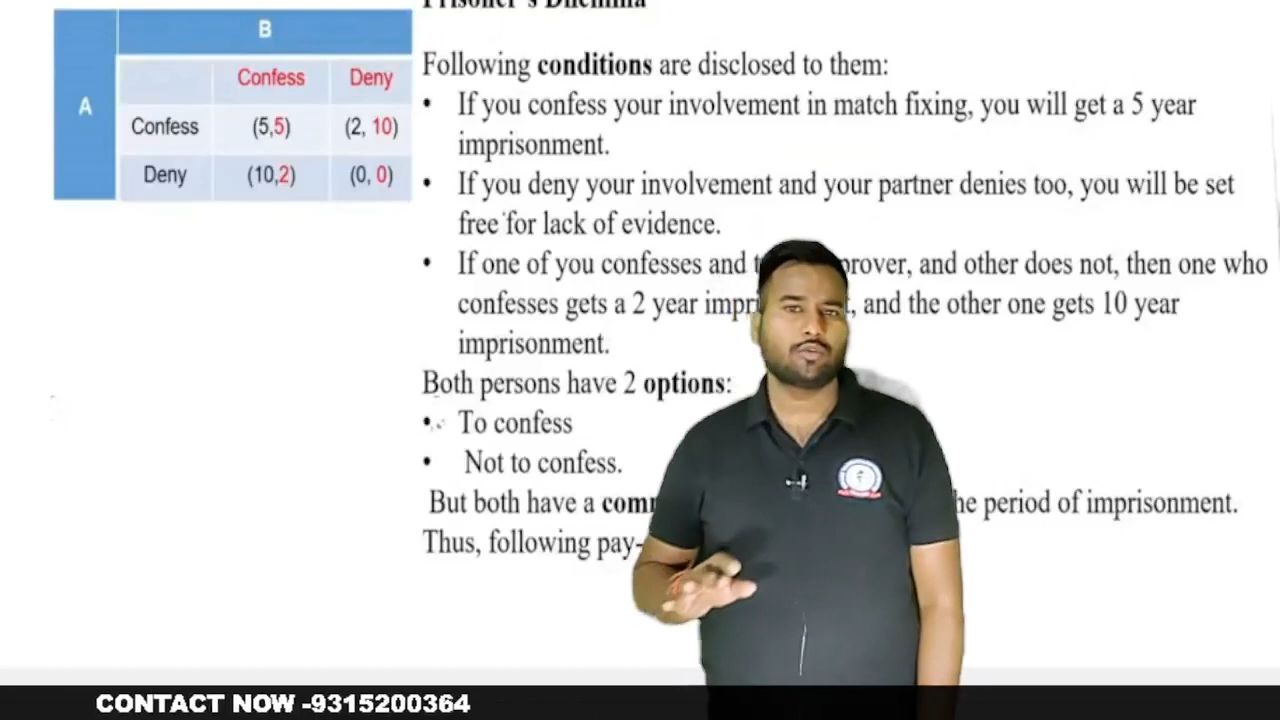 Prisoner's Dilemma
B
Confess Deny
A
Confess (5,5) (2, 10)
Deny (10,2) (0, 0)
Following conditions are disclosed to them:
• If you confess your involvement in match fixing, you will get a 5 year
imprisonment.
• If you deny your involvement and your partner denies too, you will be set
free for lack of evidence.
• If one of you confesses and prover, and other does not, then one who
confesses gets a 2 year impri , and the other one gets 10 year
imprisonment.
Both persons have 2 options:
• To confess
• Not to confess.
But both have a he period of imprisonment.
Thus, following pay-
CONTACT NOW -9315200364